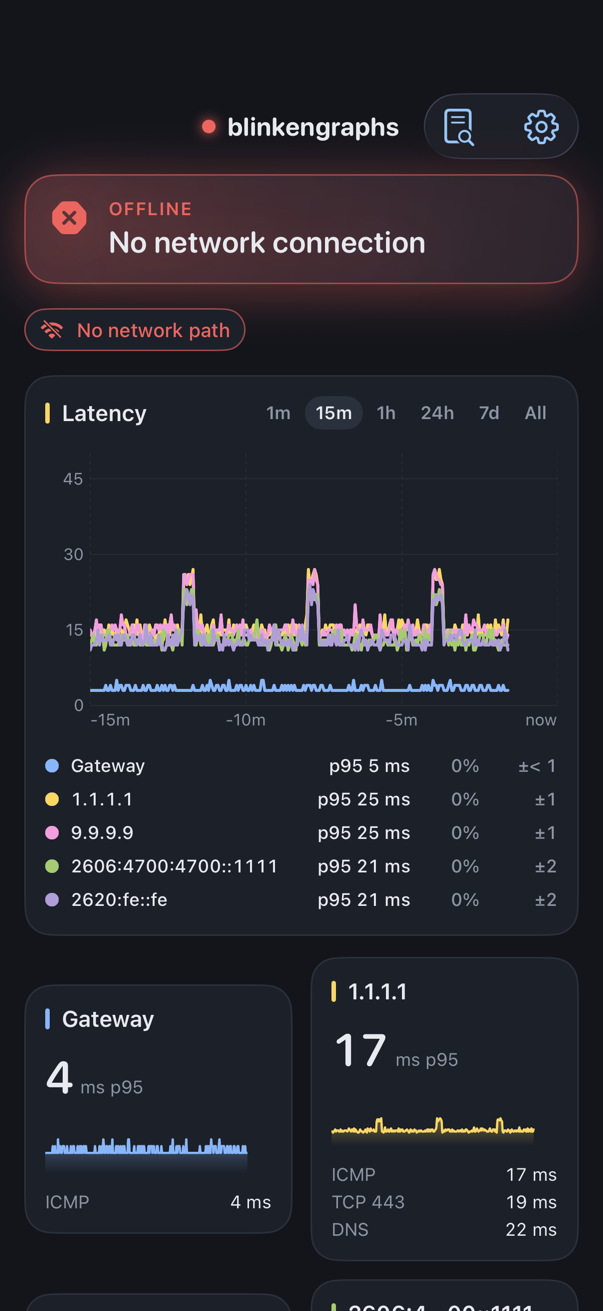 blinkengraphs
OFFLINE
No network connection
No network path
Latency 1m 15m 1h 24h 7d All
45
30
15
0
-15m -10m -5m now
Gateway p95 5 ms 0% ±< 1
1.1.1.1 p95 25 ms 0% ±1
9.9.9.9 p95 25 ms 0% ±1
2606:4700:4700::1111 p95 21 ms 0% ±2
2620:fe::fe p95 21 ms 0% ±2
Gateway
4 ms p95
ICMP 4 ms
1.1.1.1
17 ms p95
ICMP 17 ms
TCP 443 19 ms
DNS 22 ms